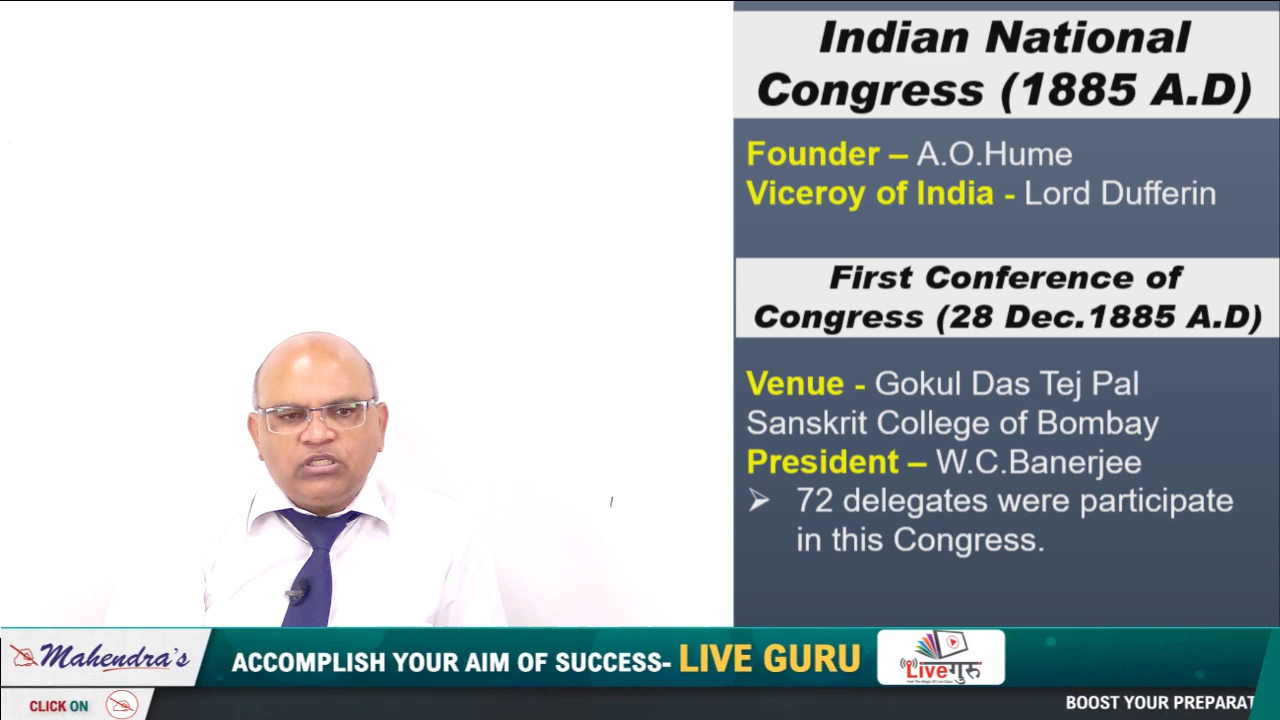 Indian National
Congress (1885 A.D)
Founder – A.O.Hume
Viceroy of India - Lord Dufferin
First Conference of
Congress (28 Dec.1885 A.D)
Venue - Gokul Das Tej Pal
Sanskrit College of Bombay
President – W.C.Banerjee
➢ 72 delegates were participate
in this Congress.
Mahendra's
ACCOMPLISH YOUR AIM OF SUCCESS- LIVE GURU
Liveगुरु
CLICK ON
BOOST YOUR PREPARAT